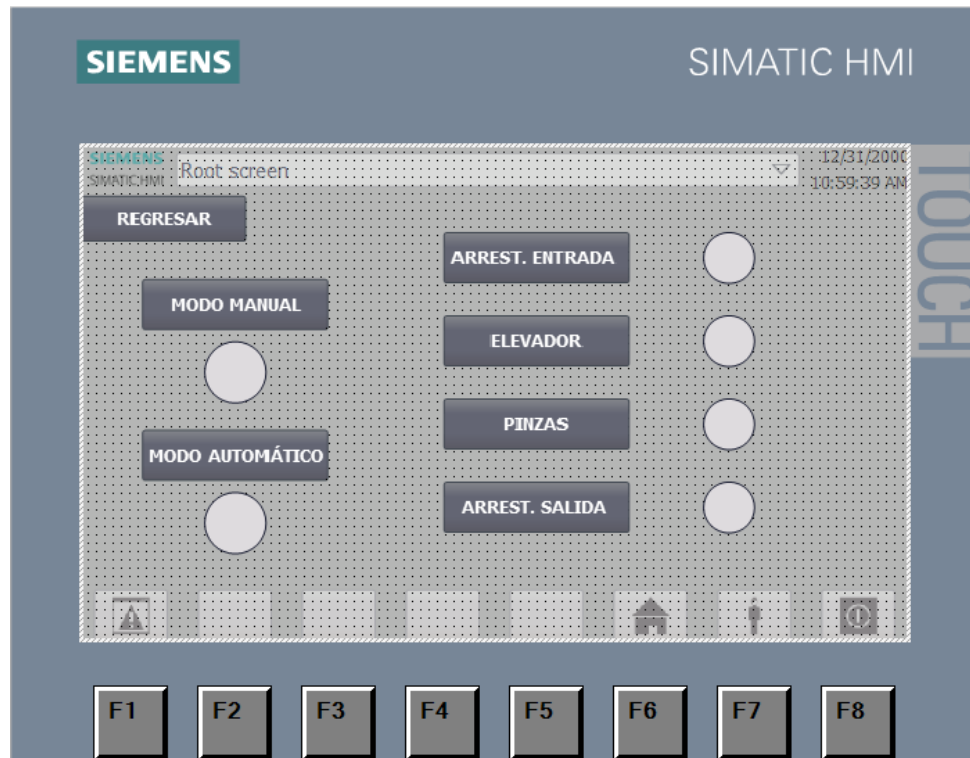 SIEMENS
SIMATIC HMI
SIEMENS
SIMATIC HMI
Root screen
12/31/2000
10:59:39 AM
TOUCH
REGRESAR
ARREST. ENTRADA
MODO MANUAL
ELEVADOR
PINZAS
MODO AUTOMÁTICO
ARREST. SALIDA
F1
F2
F3
F4
F5
F6
F7
F8